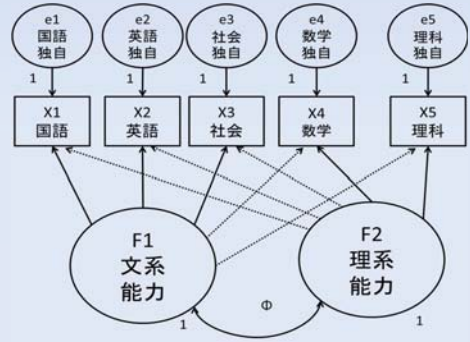 e1
国語
独自
e2
英語
独自
e3
社会
独自
e4
数学
独自
e5
理科
独自
1
1
1
1
1
X1
国語
X2
英語
X3
社会
X4
数学
X5
理科
F1
文系
能力
F2
理系
能力
1
Φ
1